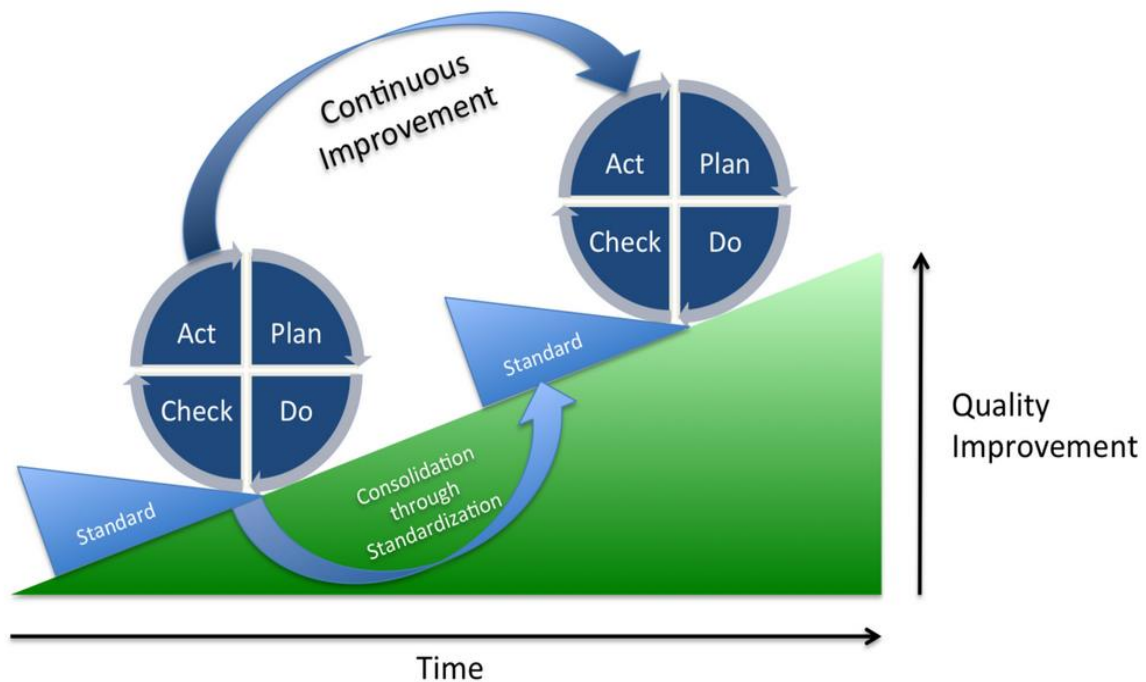 Continuous
Improvement
Act
Plan
Check
Do
Act
Plan
Check
Do
Standard
Standard
Consolidation
through
Standardization
Quality
Improvement
Time